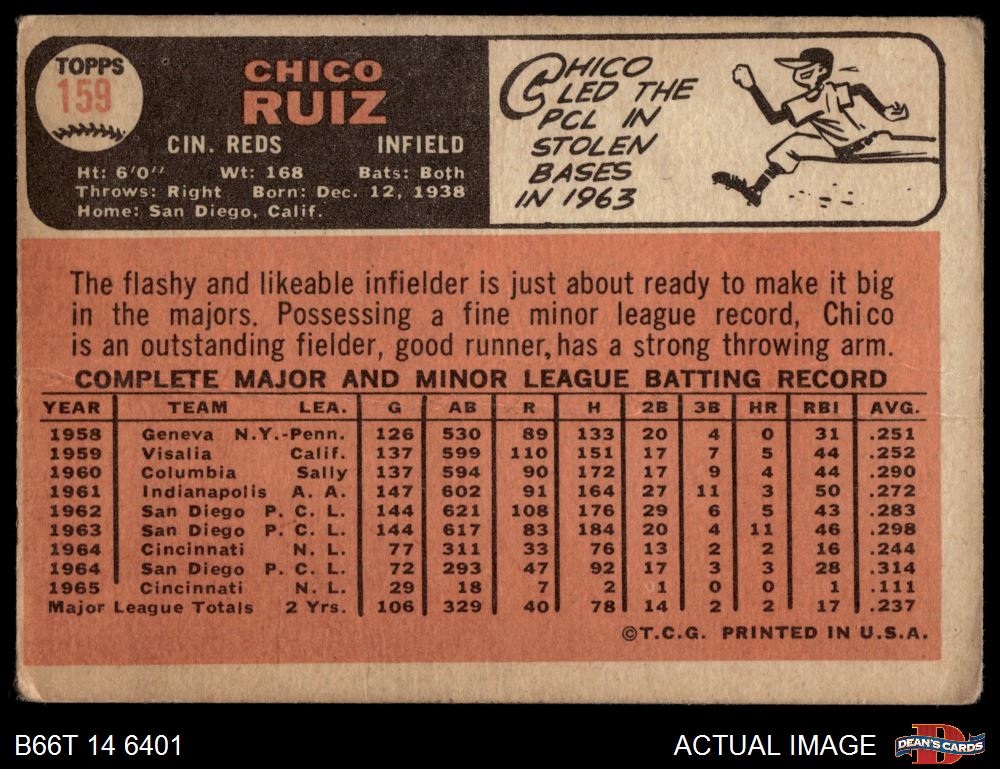 TOPPS
159
CHICO
RUIZ
CIN. REDS INFIELD
Ht: 6'0" Wt: 168 Bats: Both
Throws: Right Born: Dec. 12, 1938
Home: San Diego, Calif.
CHICO
LED THE
PCL IN
STOLEN
BASES
IN 1963
The flashy and likeable infielder is just about ready to make it big
in the majors. Possessing a fine minor league record, Chico
is an outstanding fielder, good runner, has a strong throwing arm.
COMPLETE MAJOR AND MINOR LEAGUE BATTING RECORD
YEAR TEAM LEA. G AB R H 2B 3B HR RBI AVG.
1958 Geneva N.Y.-Penn. 126 530 89 133 20 4 0 31 .251
1959 Visalia Calif. 137 599 110 151 17 7 5 44 .252
1960 Columbia Sally 137 594 90 172 17 9 4 44 .290
1961 Indianapolis A. A. 147 602 91 164 27 11 3 50 .272
1962 San Diego P. C. L. 144 621 108 176 29 6 5 43 .283
1963 San Diego P. C. L. 144 617 83 184 20 4 11 46 .298
1964 Cincinnati N. L. 77 311 33 76 13 2 2 16 .244
1964 San Diego P. C. L. 72 293 47 92 17 3 3 28 .314
1965 Cincinnati N. L. 29 18 7 2 1 0 0 1 .111
Major League Totals 2 Yrs. 106 329 40 78 14 2 2 17 .237
©T.C.G. PRINTED IN U.S.A.
B66T 14 6401 ACTUAL IMAGE
D
DEAN'S CARDS